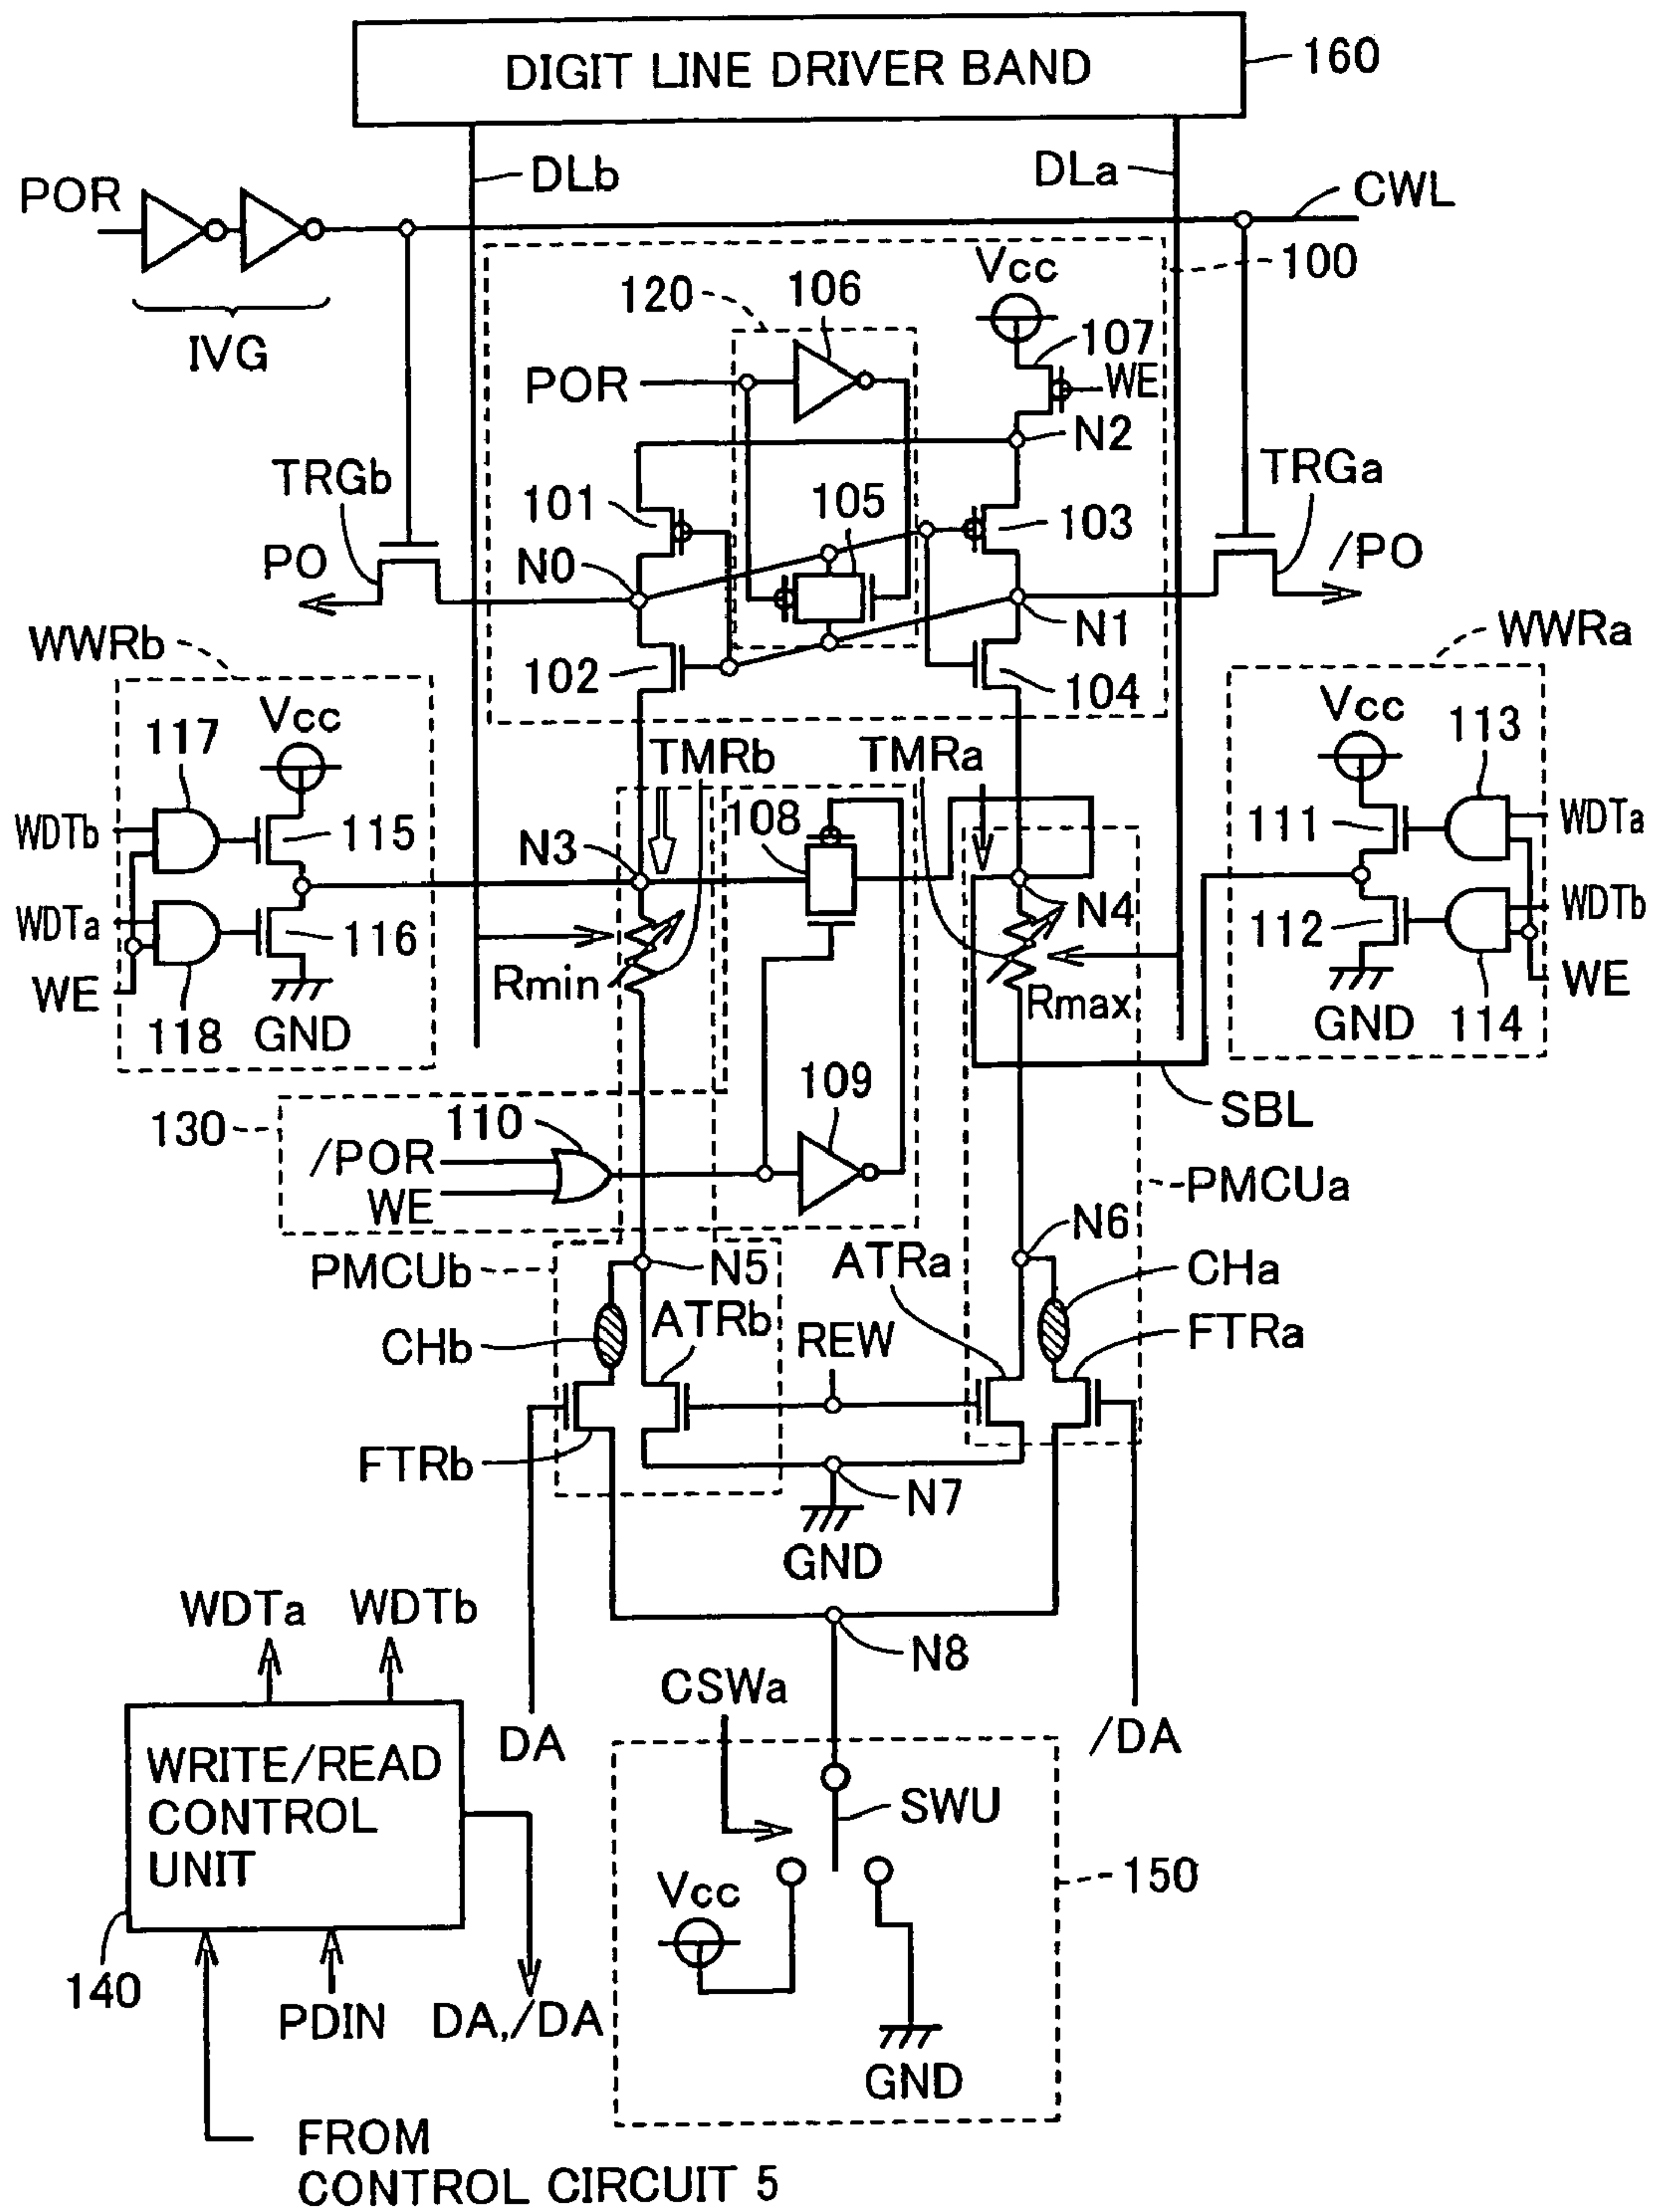 DIGIT LINE DRIVER BAND
160
DLb
DLa
POR
CWL
IVG
Vcc
100
120
106
107
POR
WE
N2
TRGb
TRGa
101
105
103
PO
N0
/PO
N1
WWRb
WWRa
102
104
117
Vcc
TMRb
TMRa
Vcc
113
WDTb
115
N3
108
111
WDTa
WDTa
116
N4
112
WDTb
WE
Rmin
Rmax
WE
118
GND
GND
114
109
130
110
SBL
/POR
WE
PMCUa
PMCUb
N5
ATRa
N6
CHa
CHb
ATRb
REW
FTRa
FTRb
N7
GND
WDTa
WDTb
N8
CSWa
DA
/DA
WRITE/READ
CONTROL
UNIT
SWU
Vcc
150
140
PDIN
DA,/DA
GND
FROM
CONTROL CIRCUIT 5